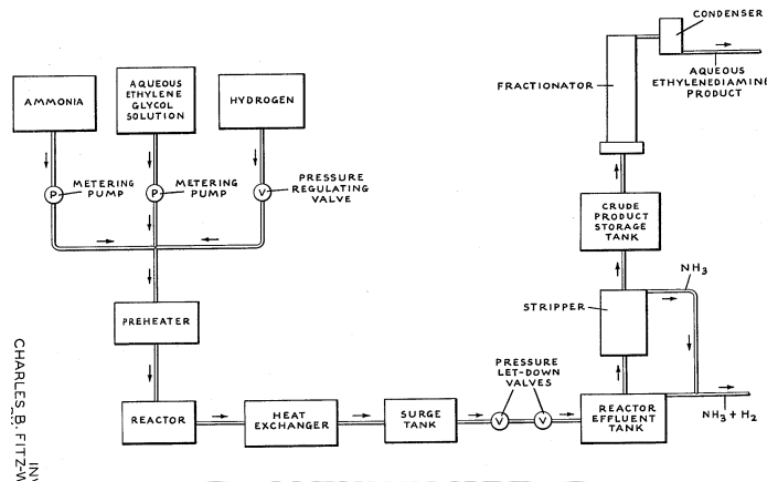 CONDENSER
AQUEOUS
ETHYLENEDIAMINE
PRODUCT
FRACTIONATOR
AMMONIA
AQUEOUS
ETHYLENE
GLYCOL
SOLUTION
HYDROGEN
P
METERING
PUMP
P
METERING
PUMP
V
PRESSURE
REGULATING
VALVE
CRUDE
PRODUCT
STORAGE
TANK
NH3
STRIPPER
PREHEATER
PRESSURE
LET-DOWN
VALVES
REACTOR
HEAT
EXCHANGER
SURGE
TANK
V
V
REACTOR
EFFLUENT
TANK
NH3 + H2
CHARLES B. FITZ-W